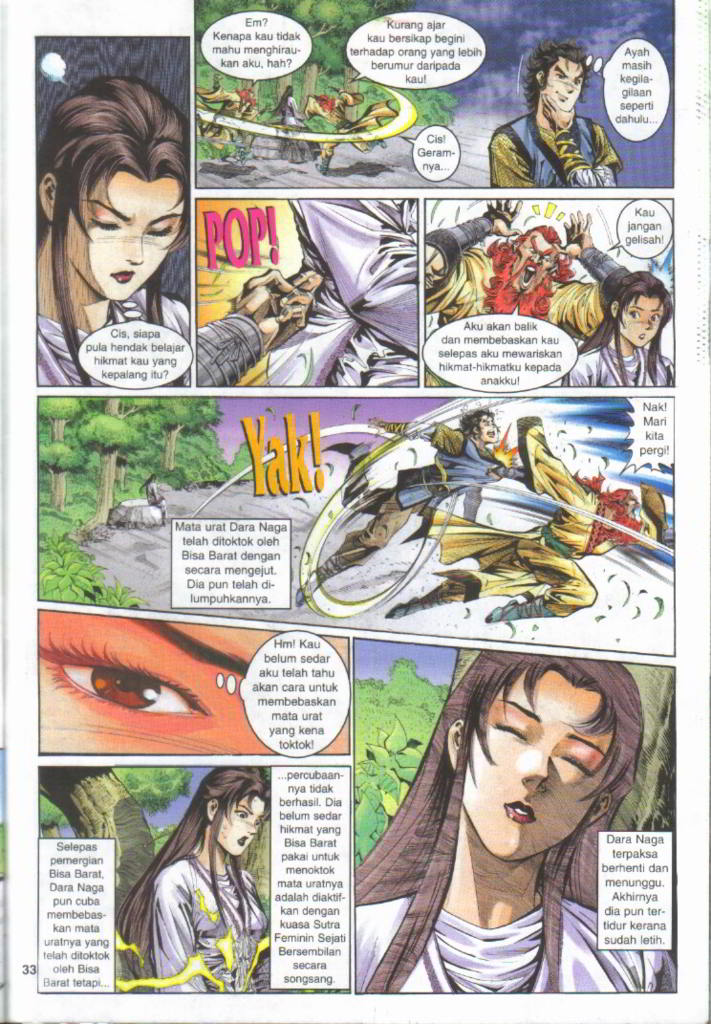 Em?
Kenapa kau tidak
mahu menghirau-
kan aku, hah?
Kurang ajar
kau bersikap begini
terhadap orang yang lebih
berumur daripada
kau!
Cis!
Geram-
nya...
Ayah
masih
kegila-
gilaan
seperti
dahulu...
Cis, siapa
pula hendak belajar
hikmat kau yang
kepalang itu?
POP!
Kau
jangan
gelisah!
Aku akan balik
dan membebaskan kau
selepas aku mewariskan
hikmat-hikmatku kepada
anakku!
Yak!
Nak!
Mari
kita
pergi!
Mata urat Dara Naga
telah ditoktok oleh
Bisa Barat dengan
secara mengejut.
Dia pun telah di-
lumpuhkannya.
Hm! Kau
belum sedar
aku telah tahu
akan cara untuk
membebaskan
mata urat
yang kena
toktok!
Selepas
pemergian
Bisa Barat,
Dara Naga
pun cuba
membebas-
kan mata
uratnya yang
telah ditoktok
oleh Bisa
Barat tetapi...
...percubaan-
nya tidak
berhasil. Dia
belum sedar
hikmat yang
Bisa Barat
pakai untuk
menoktok
mata uratnya
adalah diaktif-
kan dengan
kuasa Sutra
Feminin Sejati
Bersembilan
secara
songsang.
Dara Naga
terpaksa
berhenti dan
menunggu.
Akhirnya
dia pun ter-
tidur kerana
sudah letih.
33